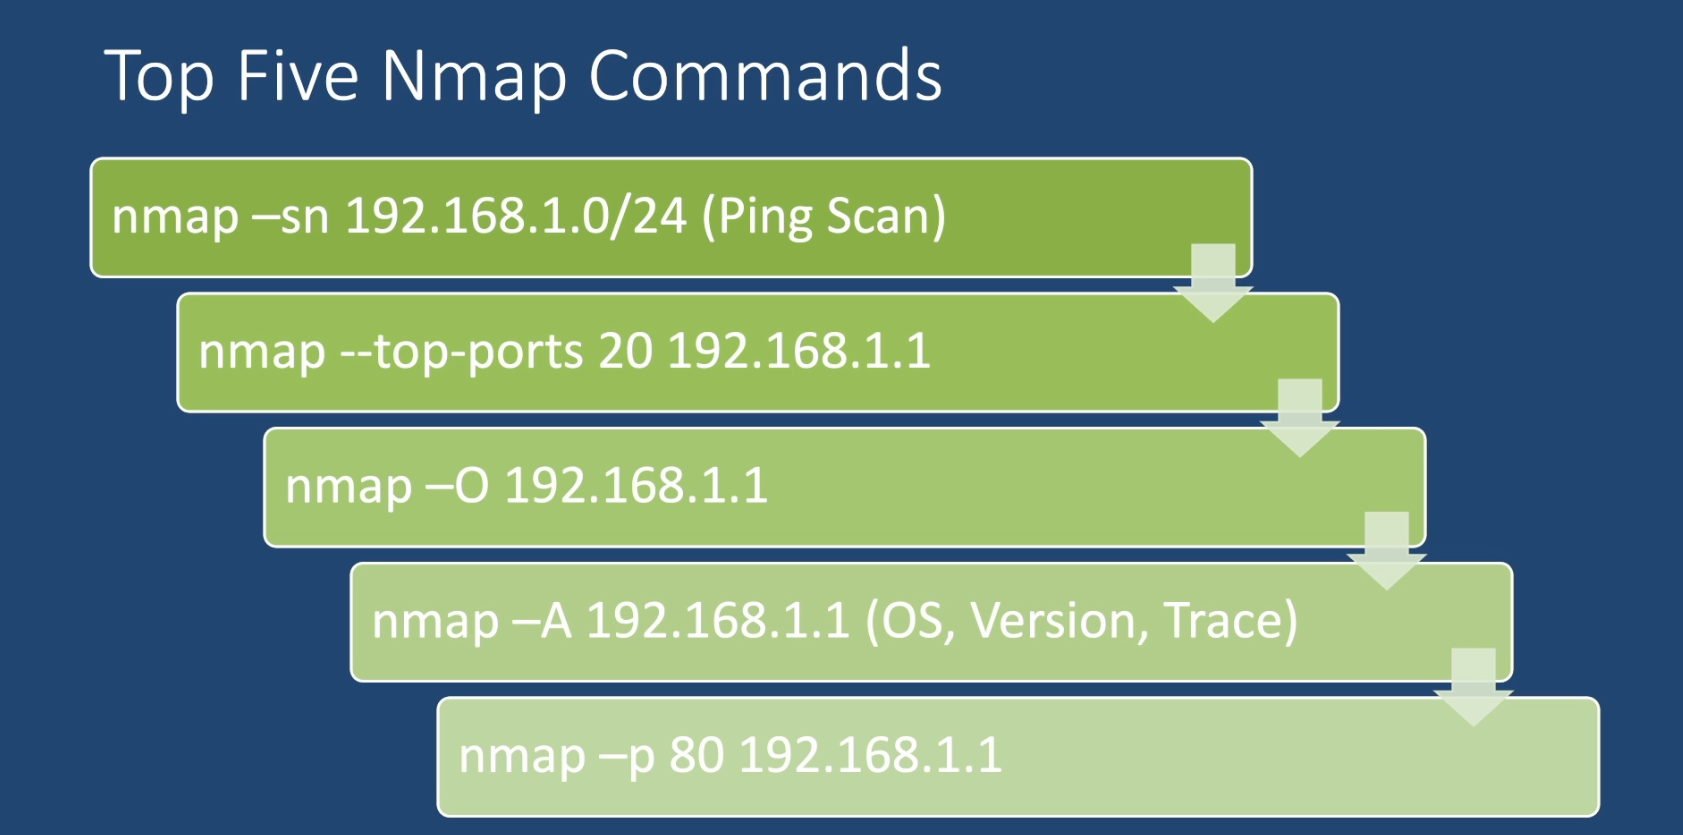 Top Five Nmap Commands
nmap –sn 192.168.1.0/24 (Ping Scan)
nmap --top-ports 20 192.168.1.1
nmap –O 192.168.1.1
nmap –A 192.168.1.1 (OS, Version, Trace)
nmap –p 80 192.168.1.1